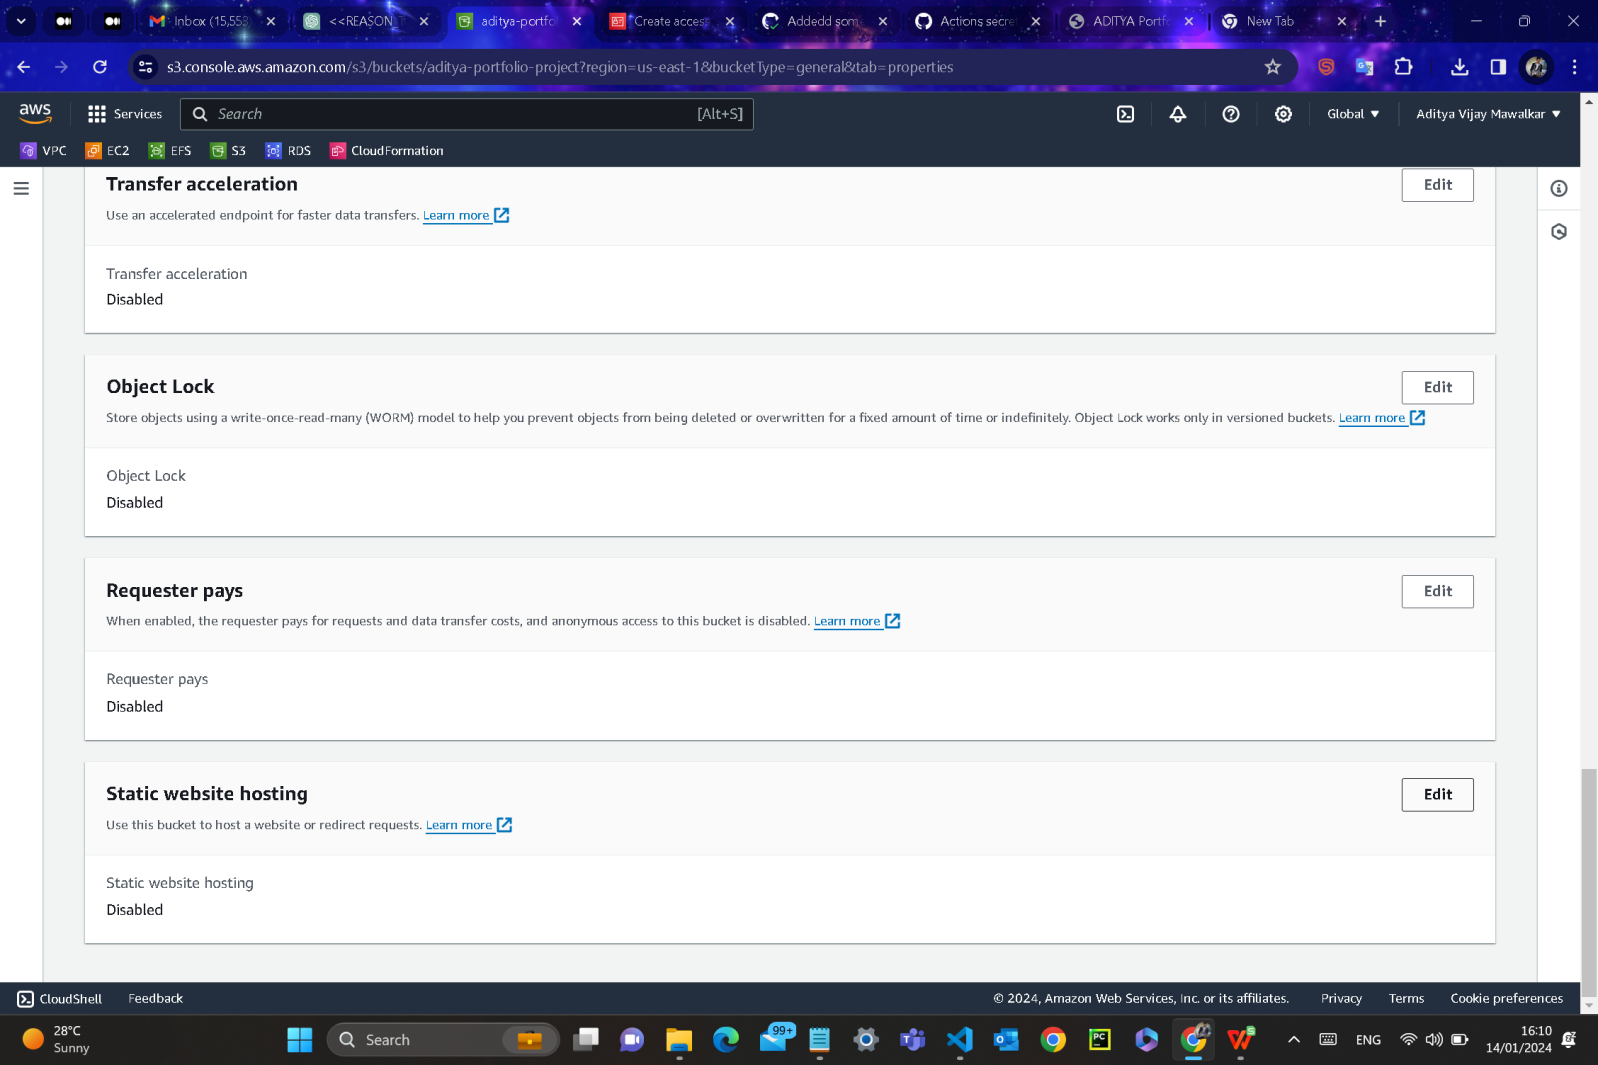 Inbox (15,553
<<REASON
aditya-portfo
Create acces
Addedd som
Actions secre
ADITYA Portf
New Tab
s3.console.aws.amazon.com/s3/buckets/aditya-portfolio-project?region=us-east-1&bucketType=general&tab=properties
aws
Services
Search
[Alt+S]
Global
Aditya Vijay Mawalkar
VPC
EC2
EFS
S3
RDS
CloudFormation
Transfer acceleration
Edit
Use an accelerated endpoint for faster data transfers. Learn more
Transfer acceleration
Disabled
Object Lock
Edit
Store objects using a write-once-read-many (WORM) model to help you prevent objects from being deleted or overwritten for a fixed amount of time or indefinitely. Object Lock works only in versioned buckets. Learn more
Object Lock
Disabled
Requester pays
Edit
When enabled, the requester pays for requests and data transfer costs, and anonymous access to this bucket is disabled. Learn more
Requester pays
Disabled
Static website hosting
Edit
Use this bucket to host a website or redirect requests. Learn more
Static website hosting
Disabled
CloudShell
Feedback
© 2024, Amazon Web Services, Inc. or its affiliates.
Privacy
Terms
Cookie preferences
28°C
Sunny
Search
99+
ENG
16:10
14/01/2024